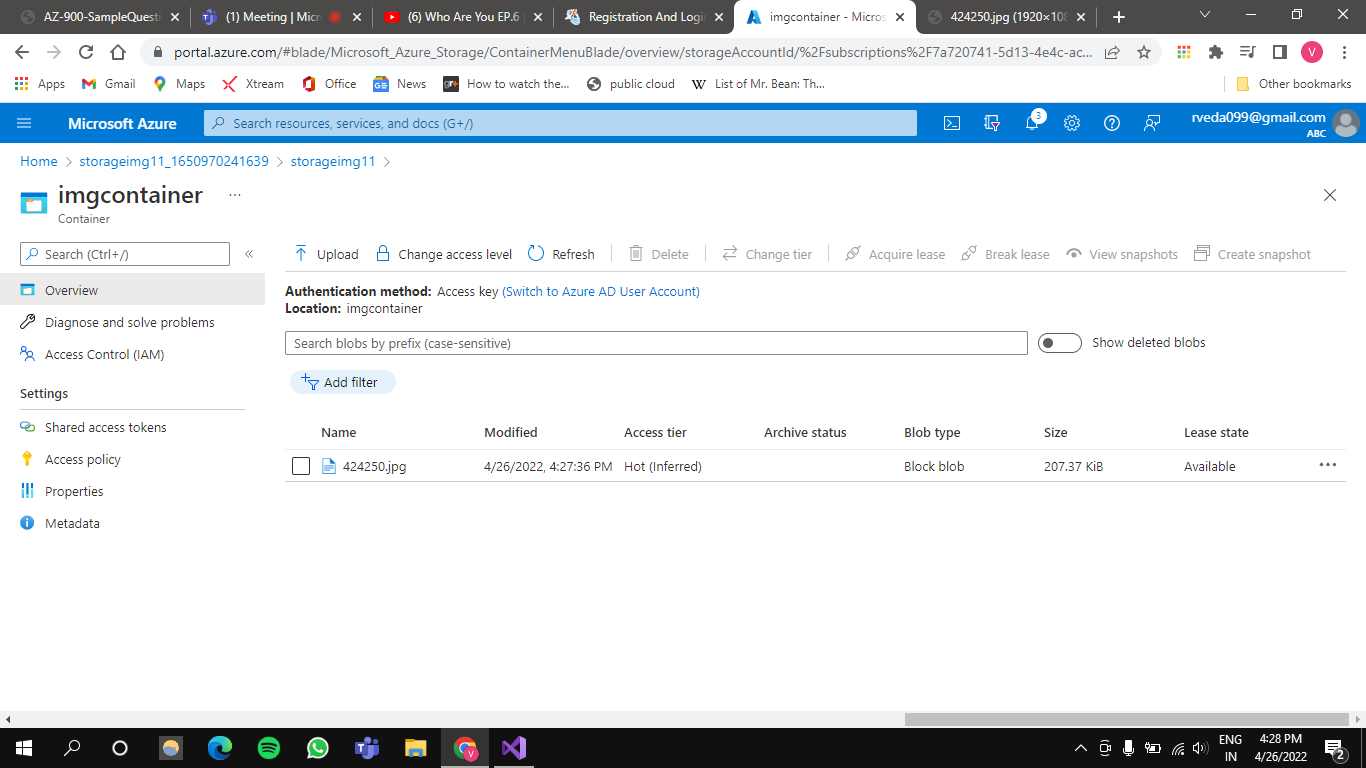 AZ-900-SampleQuesti
(1) Meeting | Micr
(6) Who Are You EP.6
Registration And Logi
imgcontainer - Micros
424250.jpg (1920×108
portal.azure.com/#blade/Microsoft_Azure_Storage/ContainerMenuBlade/overview/storageAccountId/%2Fsubscriptions%2F7a720741-5d13-4e4c-ac...
V
Apps
Gmail
Maps
Xtream
Office
News
How to watch the...
public cloud
List of Mr. Bean: Th...
Other bookmarks
Microsoft Azure
Search resources, services, and docs (G+/)
3
rveda099@gmail.com
ABC
Home > storageimg11_1650970241639 > storageimg11 >
imgcontainer ...
Container
Search (Ctrl+/)
«
Upload
Change access level
Refresh
Delete
Change tier
Acquire lease
Break lease
View snapshots
Create snapshot
Overview
Diagnose and solve problems
Access Control (IAM)
Settings
Shared access tokens
Access policy
Properties
Metadata
Authentication method: Access key (Switch to Azure AD User Account)
Location: imgcontainer
Search blobs by prefix (case-sensitive)
Show deleted blobs
Add filter
Name Modified Access tier Archive status Blob type Size Lease state
424250.jpg 4/26/2022, 4:27:36 PM Hot (Inferred) Block blob 207.37 KiB Available ...
ENG
IN
4:28 PM
4/26/2022
2